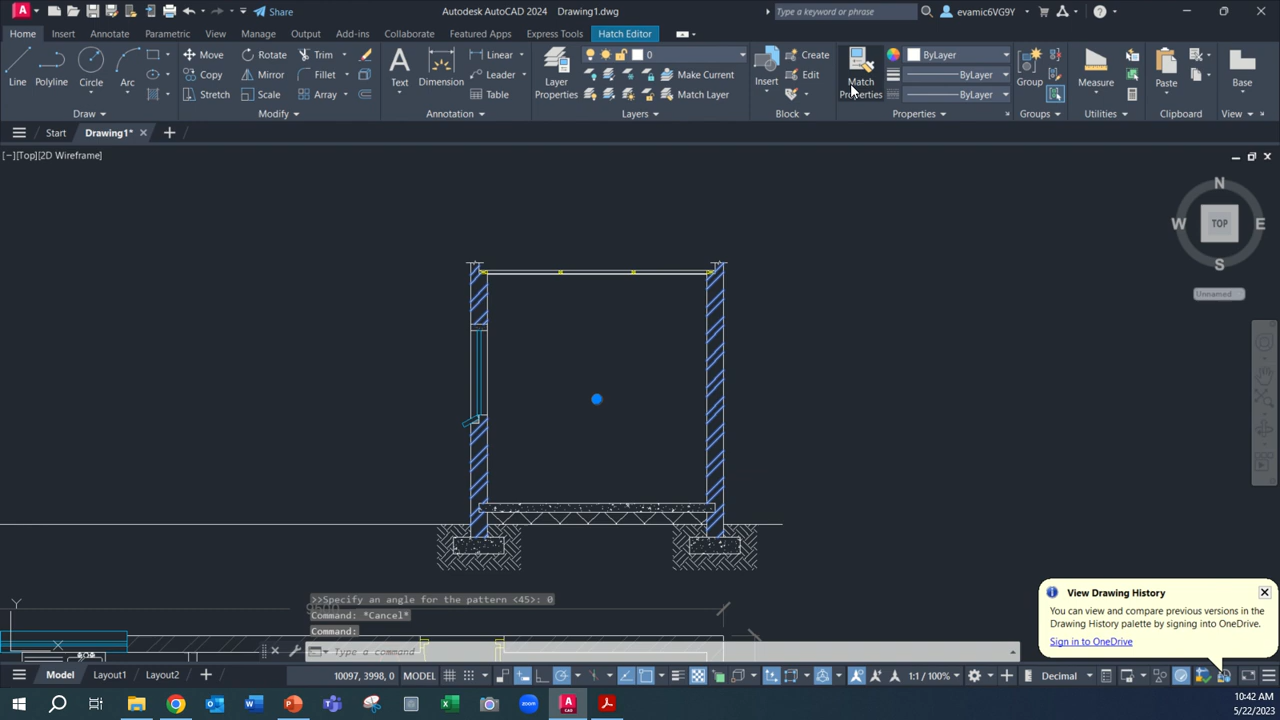 Share
Autodesk AutoCAD 2024 Drawing1.dwg
Type a keyword or phrase
evamic6VG9Y
Home Insert Annotate Parametric View Manage Output Add-ins Collaborate Featured Apps Express Tools Hatch Editor
Line Polyline Circle Arc
Move Rotate Trim
Copy Mirror Fillet
Stretch Scale Array
Text Dimension
Linear
Leader
Table
Layer Properties
0
Make Current
Match Layer
Insert
Create
Edit
Match Properties
ByLayer
ByLayer
ByLayer
Group
Measure
Paste
Base
Draw Modify Annotation Layers Block Properties Groups Utilities Clipboard View
Start Drawing1*
[−][Top][2D Wireframe]
N
W TOP E
S
Unnamed
>>Specify an angle for the pattern <45>: 0
Command: *Cancel*
Command:
Type a command
Y
X
View Drawing History
You can view and compare previous versions in
the Drawing History palette by signing into OneDrive.
Sign in to OneDrive
Model Layout1 Layout2
10097, 3998, 0 MODEL
1:1 / 100%
Decimal
10:42 AM
5/22/2023